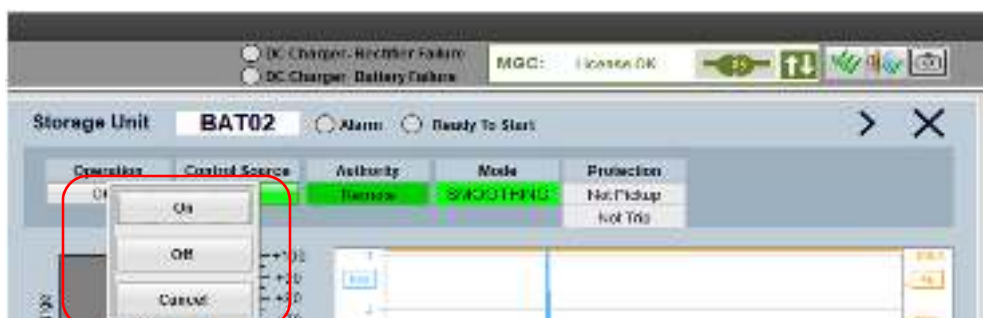 DC Charger- Rectifier Failure
DC Charger- Battery Failure
MGC: License OK
Storage Unit BAT02 Alarm Ready To Start
Operation Control Source Authority Mode Protection
Remote SMOOTHING Not Pickup
Not Trip
On
Off
Cancel